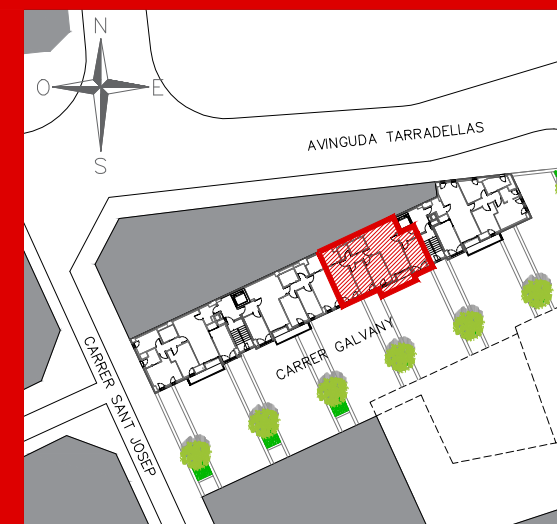 N
O
E
S
AVINGUDA TARRADELLAS
CARRER GALVANY
CARRER SANT JOSEP